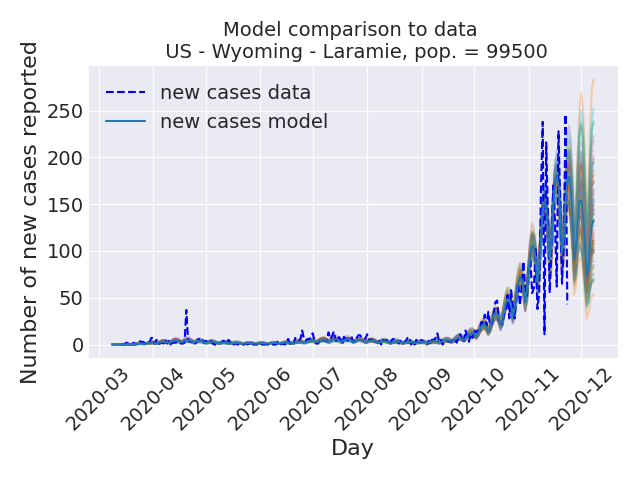 Model comparison to data
US - Wyoming - Laramie, pop. = 99500
Number of new cases reported
250
200
150
100
50
0
new cases data
new cases model
2020-03
2020-04
2020-05
2020-06
2020-07
2020-08
2020-09
2020-10
2020-11
2020-12
Day